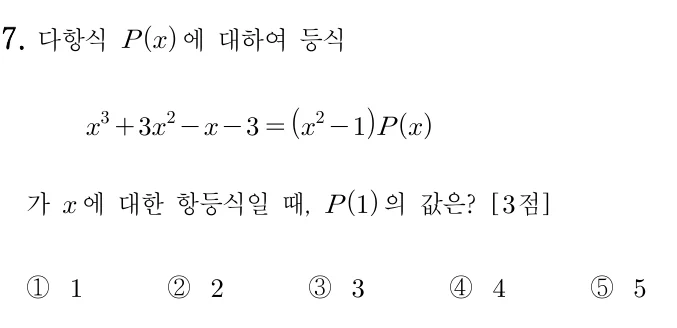 7. 다항식 P(x)에 대하여 등식
x³+3x²-x-3=(x²-1)P(x)
가 x에 대한 항등식일 때, P(1)의 값은? [3점]
① 1 ② 2 ③ 3 ④ 4 ⑤ 5